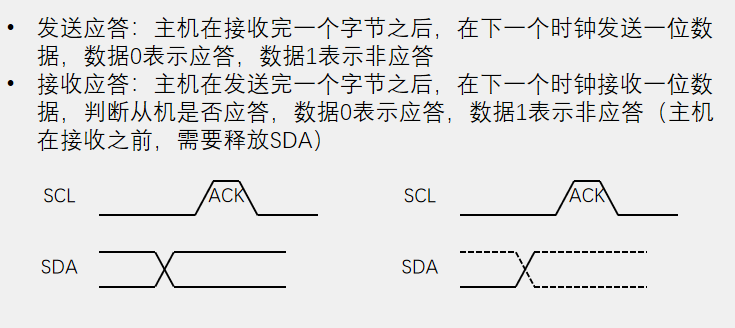 • 发送应答：主机在接收完一个字节之后，在下一个时钟发送一位数
据，数据0表示应答，数据1表示非应答
• 接收应答：主机在发送完一个字节之后，在下一个时钟接收一位数
据，判断从机是否应答，数据0表示应答，数据1表示非应答（主机
在接收之前，需要释放SDA）
SCL ACK SCL ACK
SDA SDA